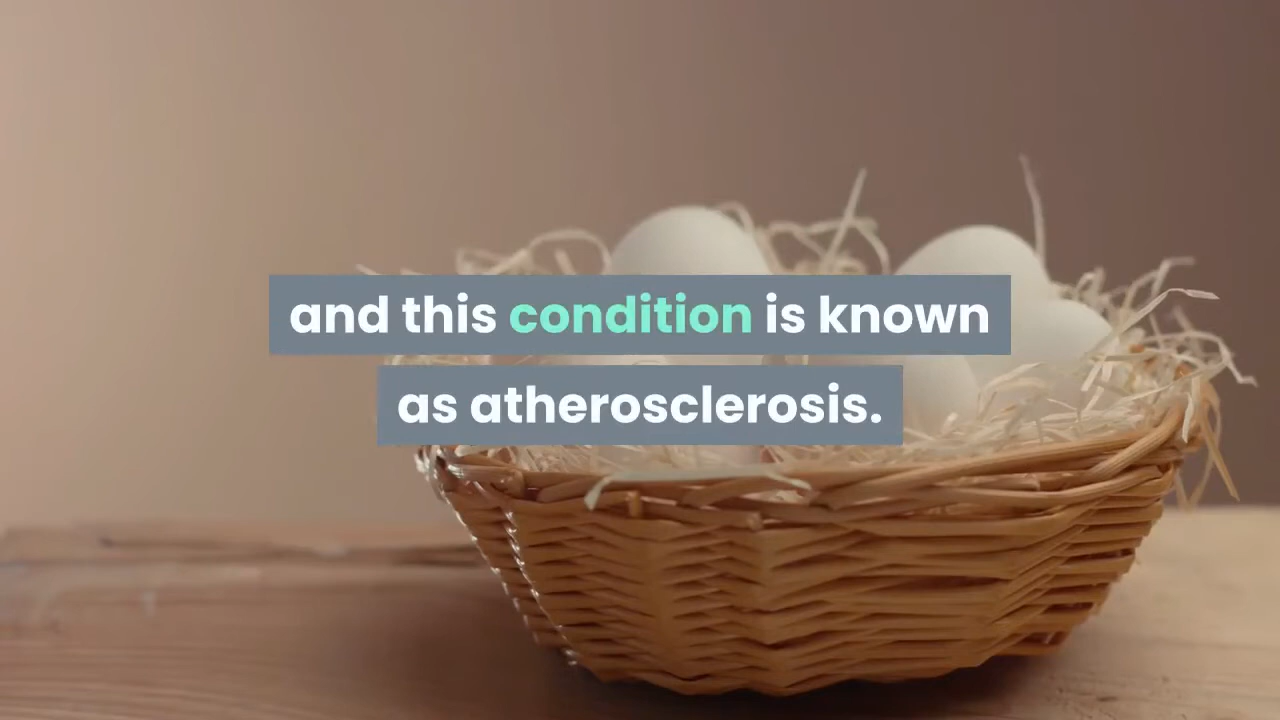 and this condition is known
as atherosclerosis.